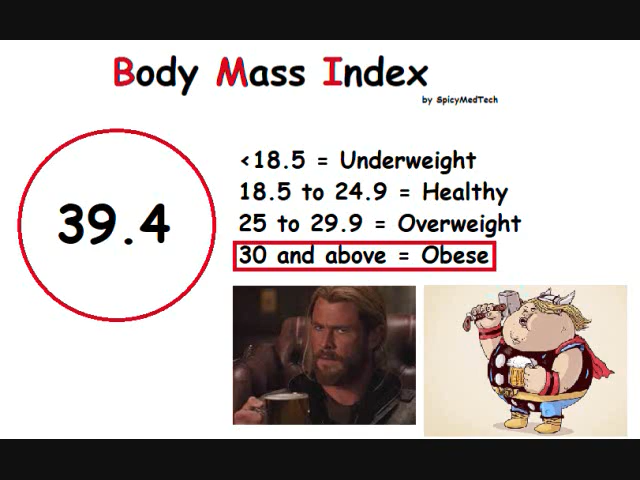 Body Mass Index
by SpicyMedTech
39.4
<18.5 = Underweight
18.5 to 24.9 = Healthy
25 to 29.9 = Overweight
30 and above = Obese